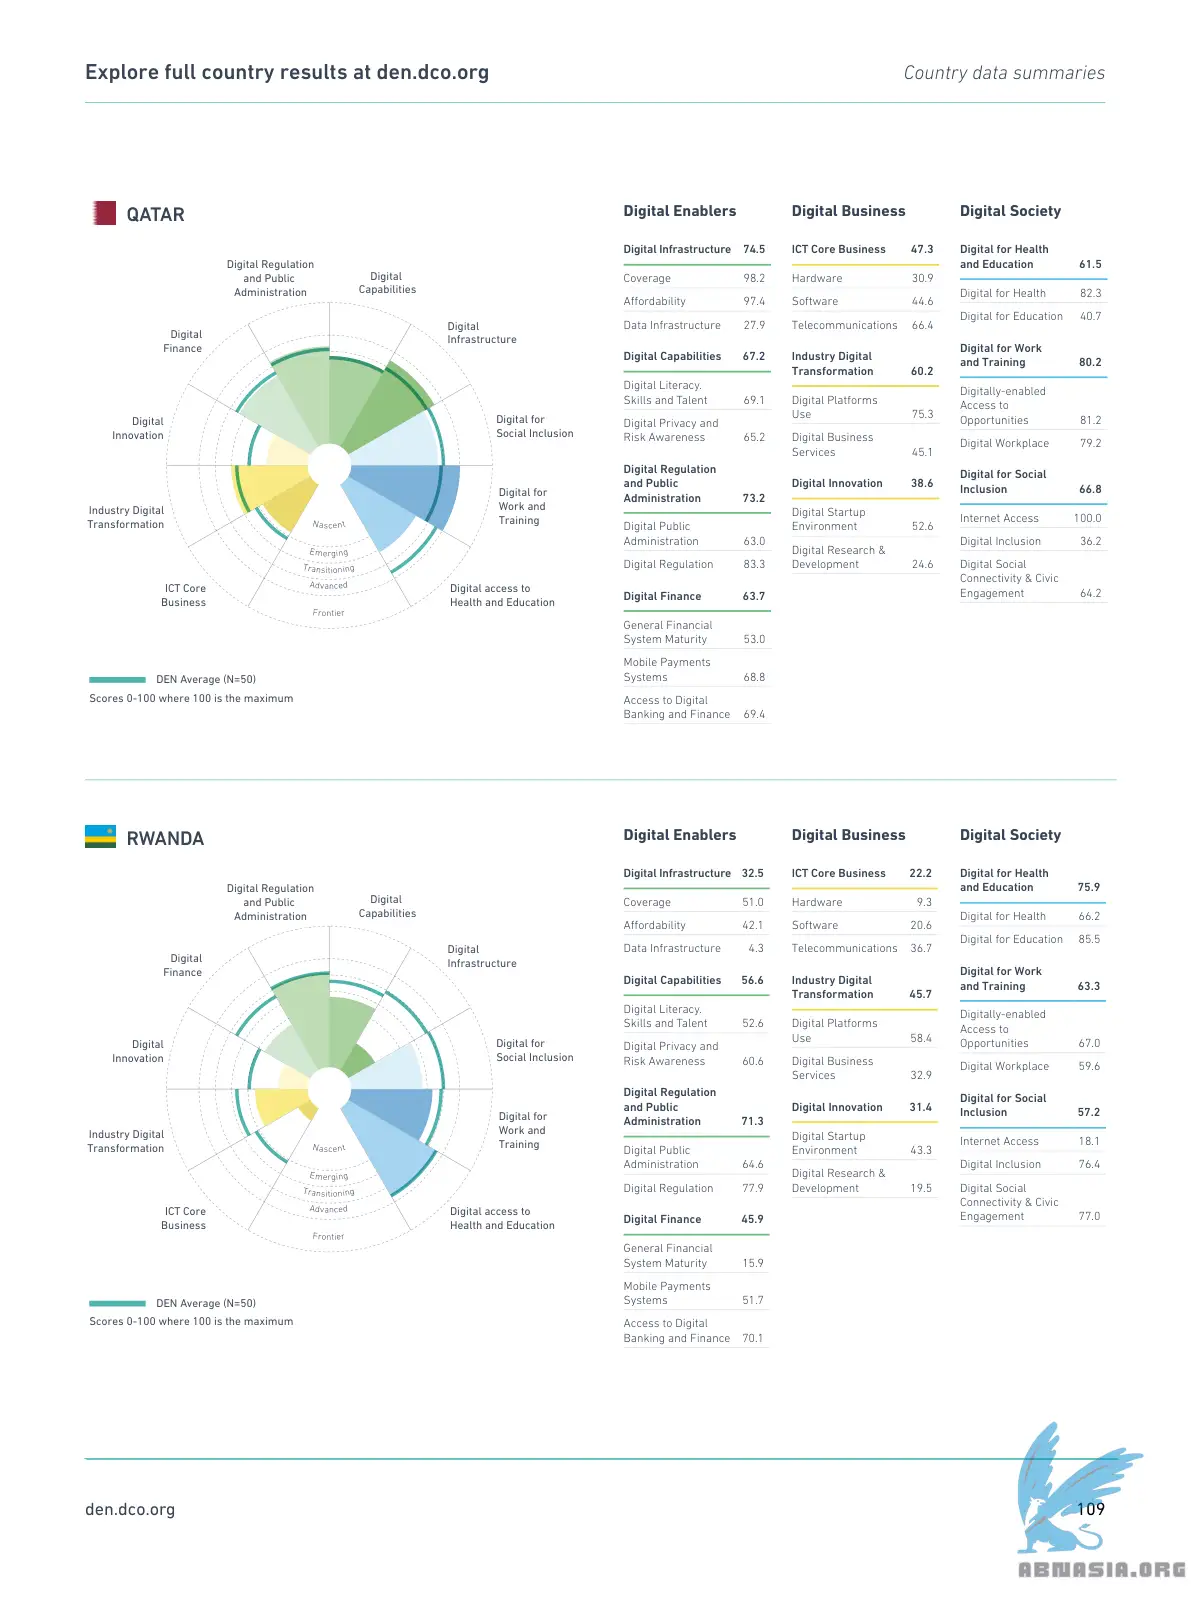 Explore full country results at den.dco.org
Country data summaries
QATAR
Digital Regulation
and Public
Administration
Digital
Capabilities
Digital
Finance
Digital
Infrastructure
Digital
Innovation
Digital for
Social Inclusion
Industry Digital
Transformation
Digital for
Work and
Training
ICT Core
Business
Digital access to
Health and Education
Nascent
Emerging
Transitioning
Advanced
Frontier
DEN Average (N=50)
Scores 0-100 where 100 is the maximum
Digital Enablers
Digital Infrastructure 74.5
Coverage 98.2
Affordability 97.4
Data Infrastructure 27.9
Digital Capabilities 67.2
Digital Literacy.
Skills and Talent 69.1
Digital Privacy and
Risk Awareness 65.2
Digital Regulation
and Public
Administration 73.2
Digital Public
Administration 63.0
Digital Regulation 83.3
Digital Finance 63.7
General Financial
System Maturity 53.0
Mobile Payments
Systems 68.8
Access to Digital
Banking and Finance 69.4
Digital Business
ICT Core Business 47.3
Hardware 30.9
Software 44.6
Telecommunications 66.4
Industry Digital
Transformation 60.2
Digital Platforms
Use 75.3
Digital Business
Services 45.1
Digital Innovation 38.6
Digital Startup
Environment 52.6
Digital Research &
Development 24.6
Digital Society
Digital for Health
and Education 61.5
Digital for Health 82.3
Digital for Education 40.7
Digital for Work
and Training 80.2
Digitally-enabled
Access to
Opportunities 81.2
Digital Workplace 79.2
Digital for Social
Inclusion 66.8
Internet Access 100.0
Digital Inclusion 36.2
Digital Social
Connectivity & Civic
Engagement 64.2
RWANDA
Digital Regulation
and Public
Administration
Digital
Capabilities
Digital
Finance
Digital
Infrastructure
Digital
Innovation
Digital for
Social Inclusion
Industry Digital
Transformation
Digital for
Work and
Training
ICT Core
Business
Digital access to
Health and Education
Nascent
Emerging
Transitioning
Advanced
Frontier
DEN Average (N=50)
Scores 0-100 where 100 is the maximum
Digital Enablers
Digital Infrastructure 32.5
Coverage 51.0
Affordability 42.1
Data Infrastructure 4.3
Digital Capabilities 56.6
Digital Literacy.
Skills and Talent 52.6
Digital Privacy and
Risk Awareness 60.6
Digital Regulation
and Public
Administration 71.3
Digital Public
Administration 64.6
Digital Regulation 77.9
Digital Finance 45.9
General Financial
System Maturity 15.9
Mobile Payments
Systems 51.7
Access to Digital
Banking and Finance 70.1
Digital Business
ICT Core Business 22.2
Hardware 9.3
Software 20.6
Telecommunications 36.7
Industry Digital
Transformation 45.7
Digital Platforms
Use 58.4
Digital Business
Services 32.9
Digital Innovation 31.4
Digital Startup
Environment 43.3
Digital Research &
Development 19.5
Digital Society
Digital for Health
and Education 75.9
Digital for Health 66.2
Digital for Education 85.5
Digital for Work
and Training 63.3
Digitally-enabled
Access to
Opportunities 67.0
Digital Workplace 59.6
Digital for Social
Inclusion 57.2
Internet Access 18.1
Digital Inclusion 76.4
Digital Social
Connectivity & Civic
Engagement 77.0
den.dco.org
109
ABNASIA.ORG